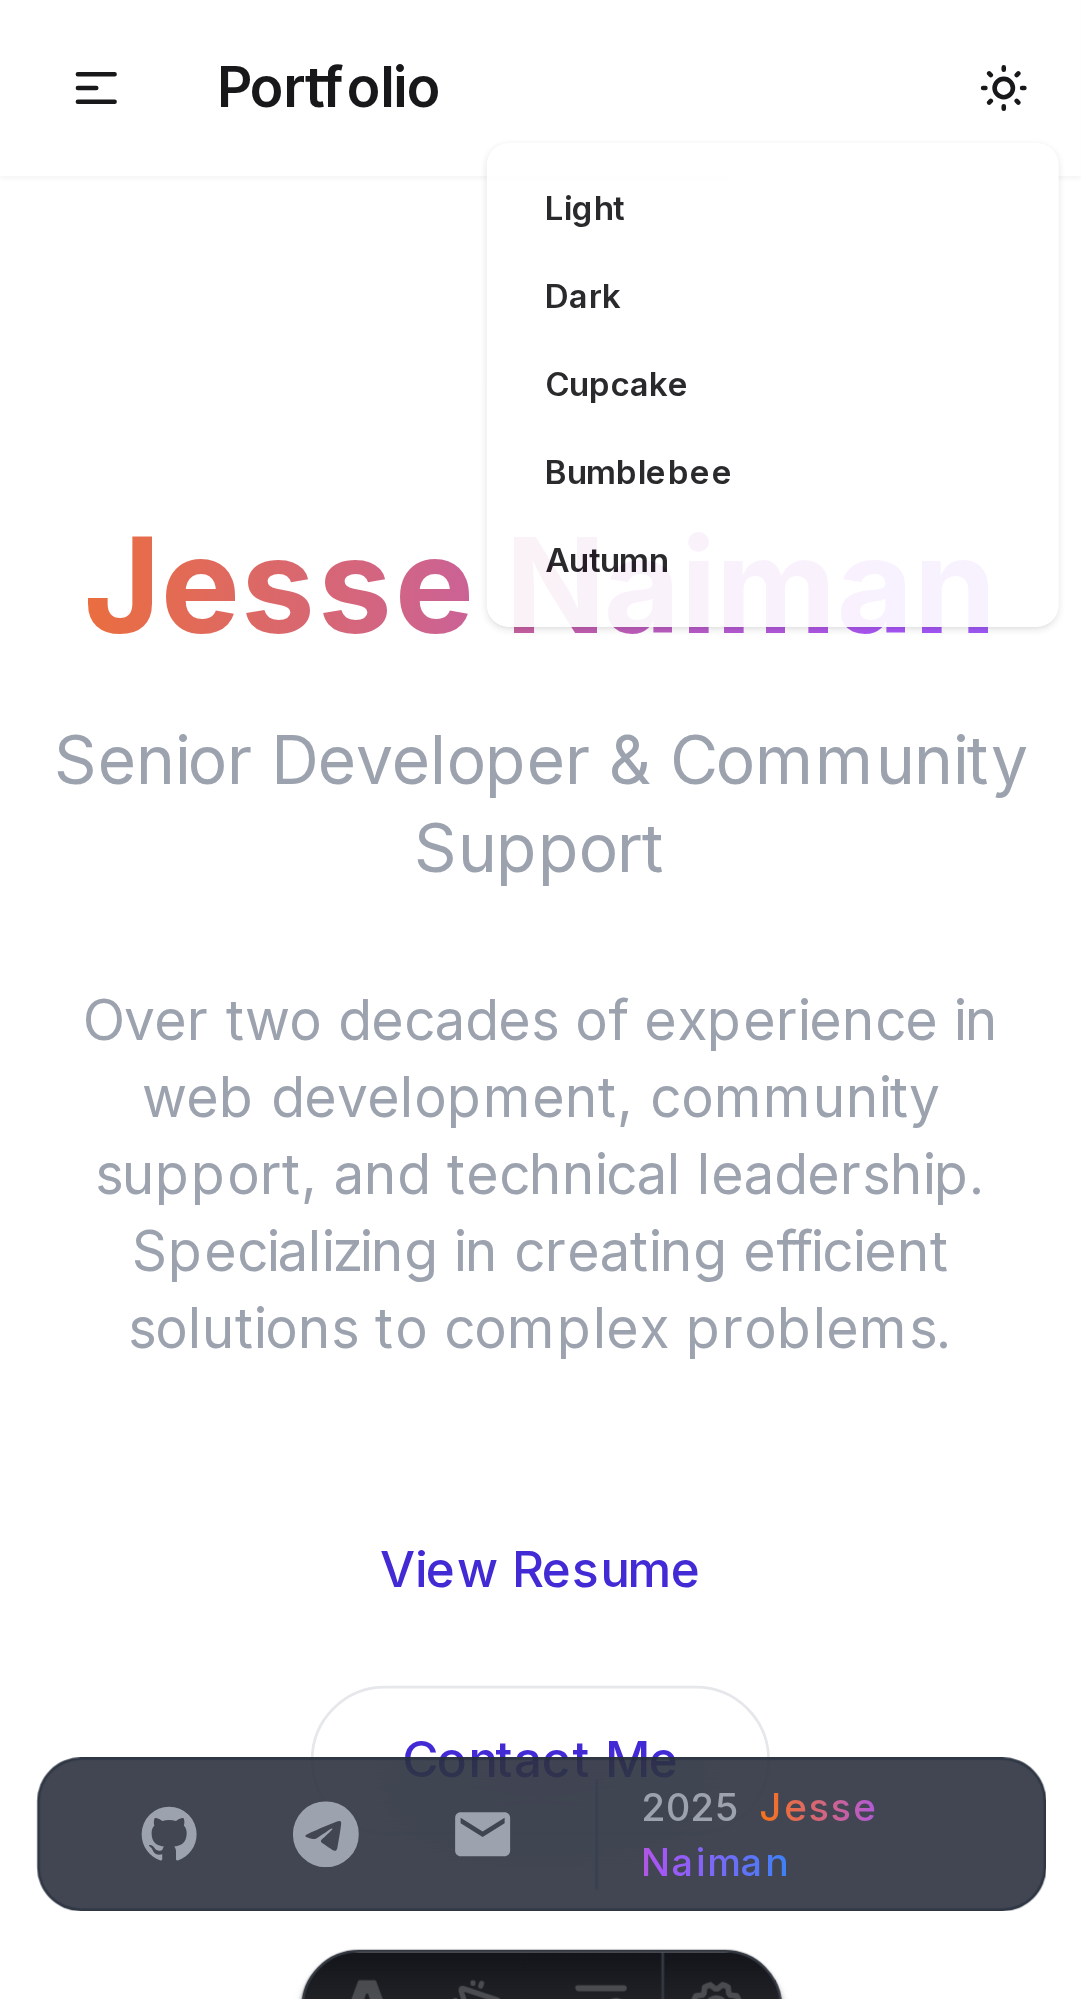 Portfolio
Light
Dark
Cupcake
Bumblebee
Autumn
Jesse Naiman
Senior Developer & Community
Support
Over two decades of experience in
web development, community
support, and technical leadership.
Specializing in creating efficient
solutions to complex problems.
View Resume
Contact Me
2025 Jesse
Naiman